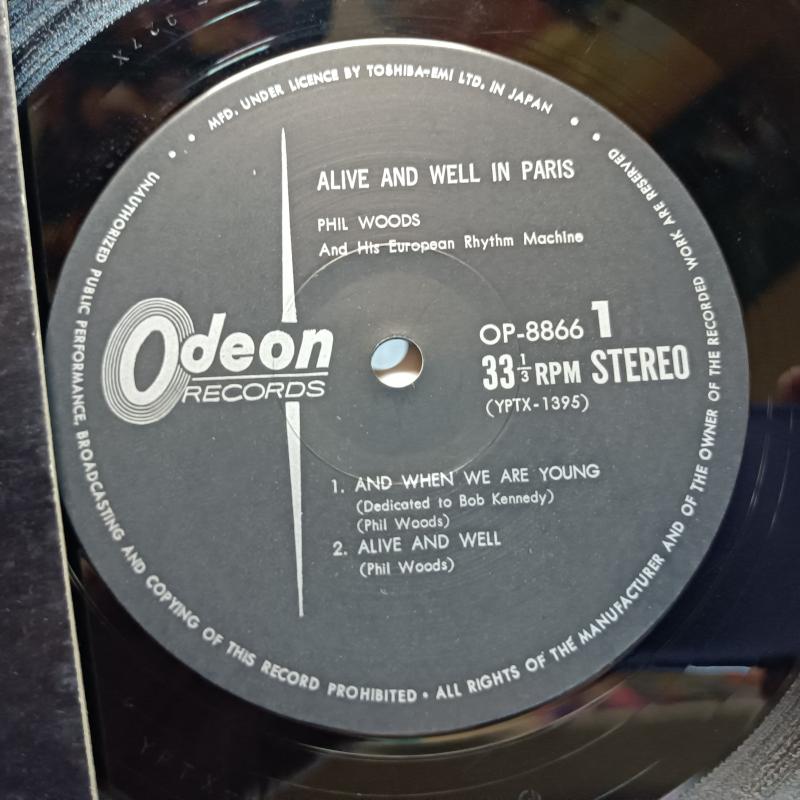 MFD. UNDER LICENCE BY TOSHIBA-EMI LTD. IN JAPAN
ALIVE AND WELL IN PARIS
PHIL WOODS
And His European Rhythm Machine
Odeon
RECORDS
OP-8866 1
33 1/3 RPM STEREO
(YPTX-1395)
1. AND WHEN WE ARE YOUNG
(Dedicated to Bob Kennedy)
(Phil Woods)
2. ALIVE AND WELL
(Phil Woods)
UNAUTHORIZED PUBLIC PERFORMANCE, BROADCASTING AND COPYING OF THIS RECORD PROHIBITED • ALL RIGHTS OF THE MANUFACTURER AND OF THE OWNER OF THE RECORDED WORK ARE RESERVED
YPTX